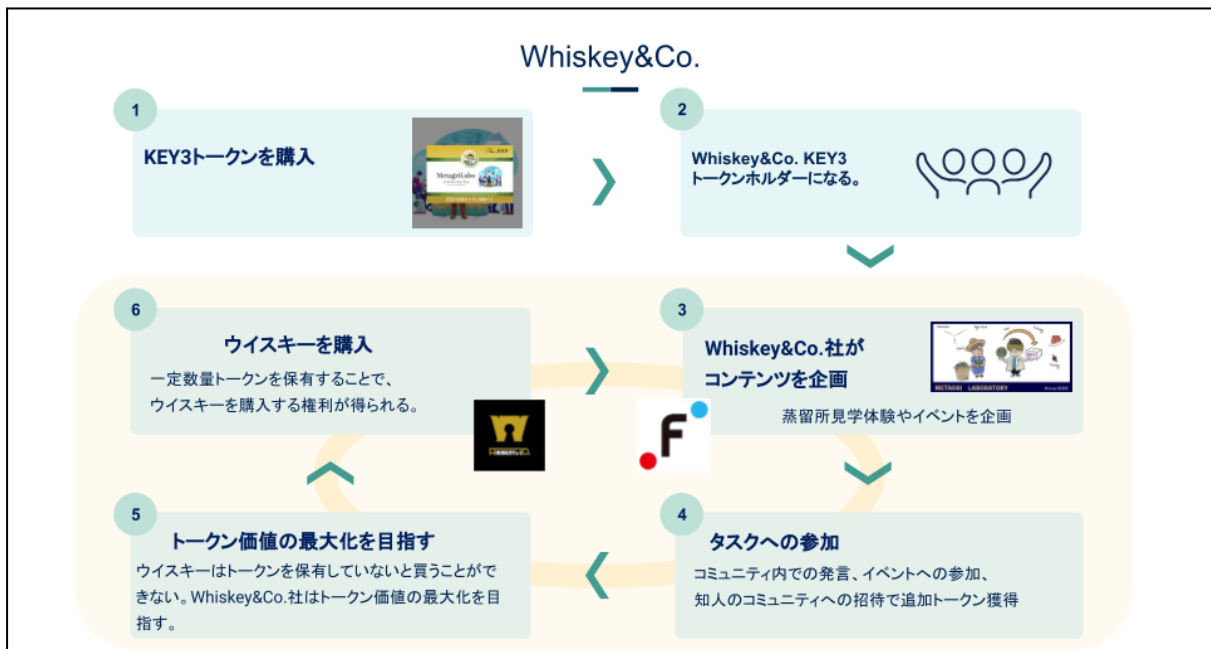 Whiskey&Co.
1
KEY3トークンを購入
MetagriLabo
2
Whiskey&Co. KEY3
トークンホルダーになる。
6
ウイスキーを購入
一定数量トークンを保有することで、
ウイスキーを購入する権利が得られる。
3
Whiskey&Co.社が
コンテンツを企画
METAGRI LABORATORY
蒸留所見学体験やイベントを企画
F
5
トークン価値の最大化を目指す
ウイスキーはトークンを保有していないと買うことがで
きない。Whiskey&Co.社はトークン価値の最大化を目
指す。
4
タスクへの参加
コミュニティ内での発言、イベントへの参加、
知人のコミュニティへの招待で追加トークン獲得